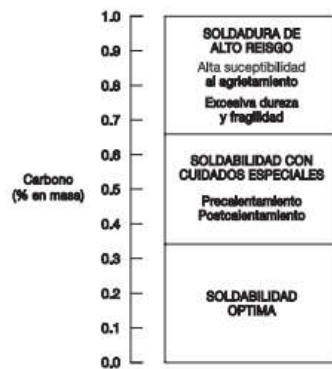 Carbono
(% en masa)
1.0
0.9
0.8
0.7
0.6
0.5
0.4
0.3
0.2
0.1
0.0
SOLDADURA DE
ALTO REISGO
Alta suceptibilidad
al agrietamiento
Excesiva dureza
y fragilidad
SOLDABILIDAD CON
CUIDADOS ESPECIALES
Precalentamiento
Postcalentamiento
SOLDABILIDAD
OPTIMA